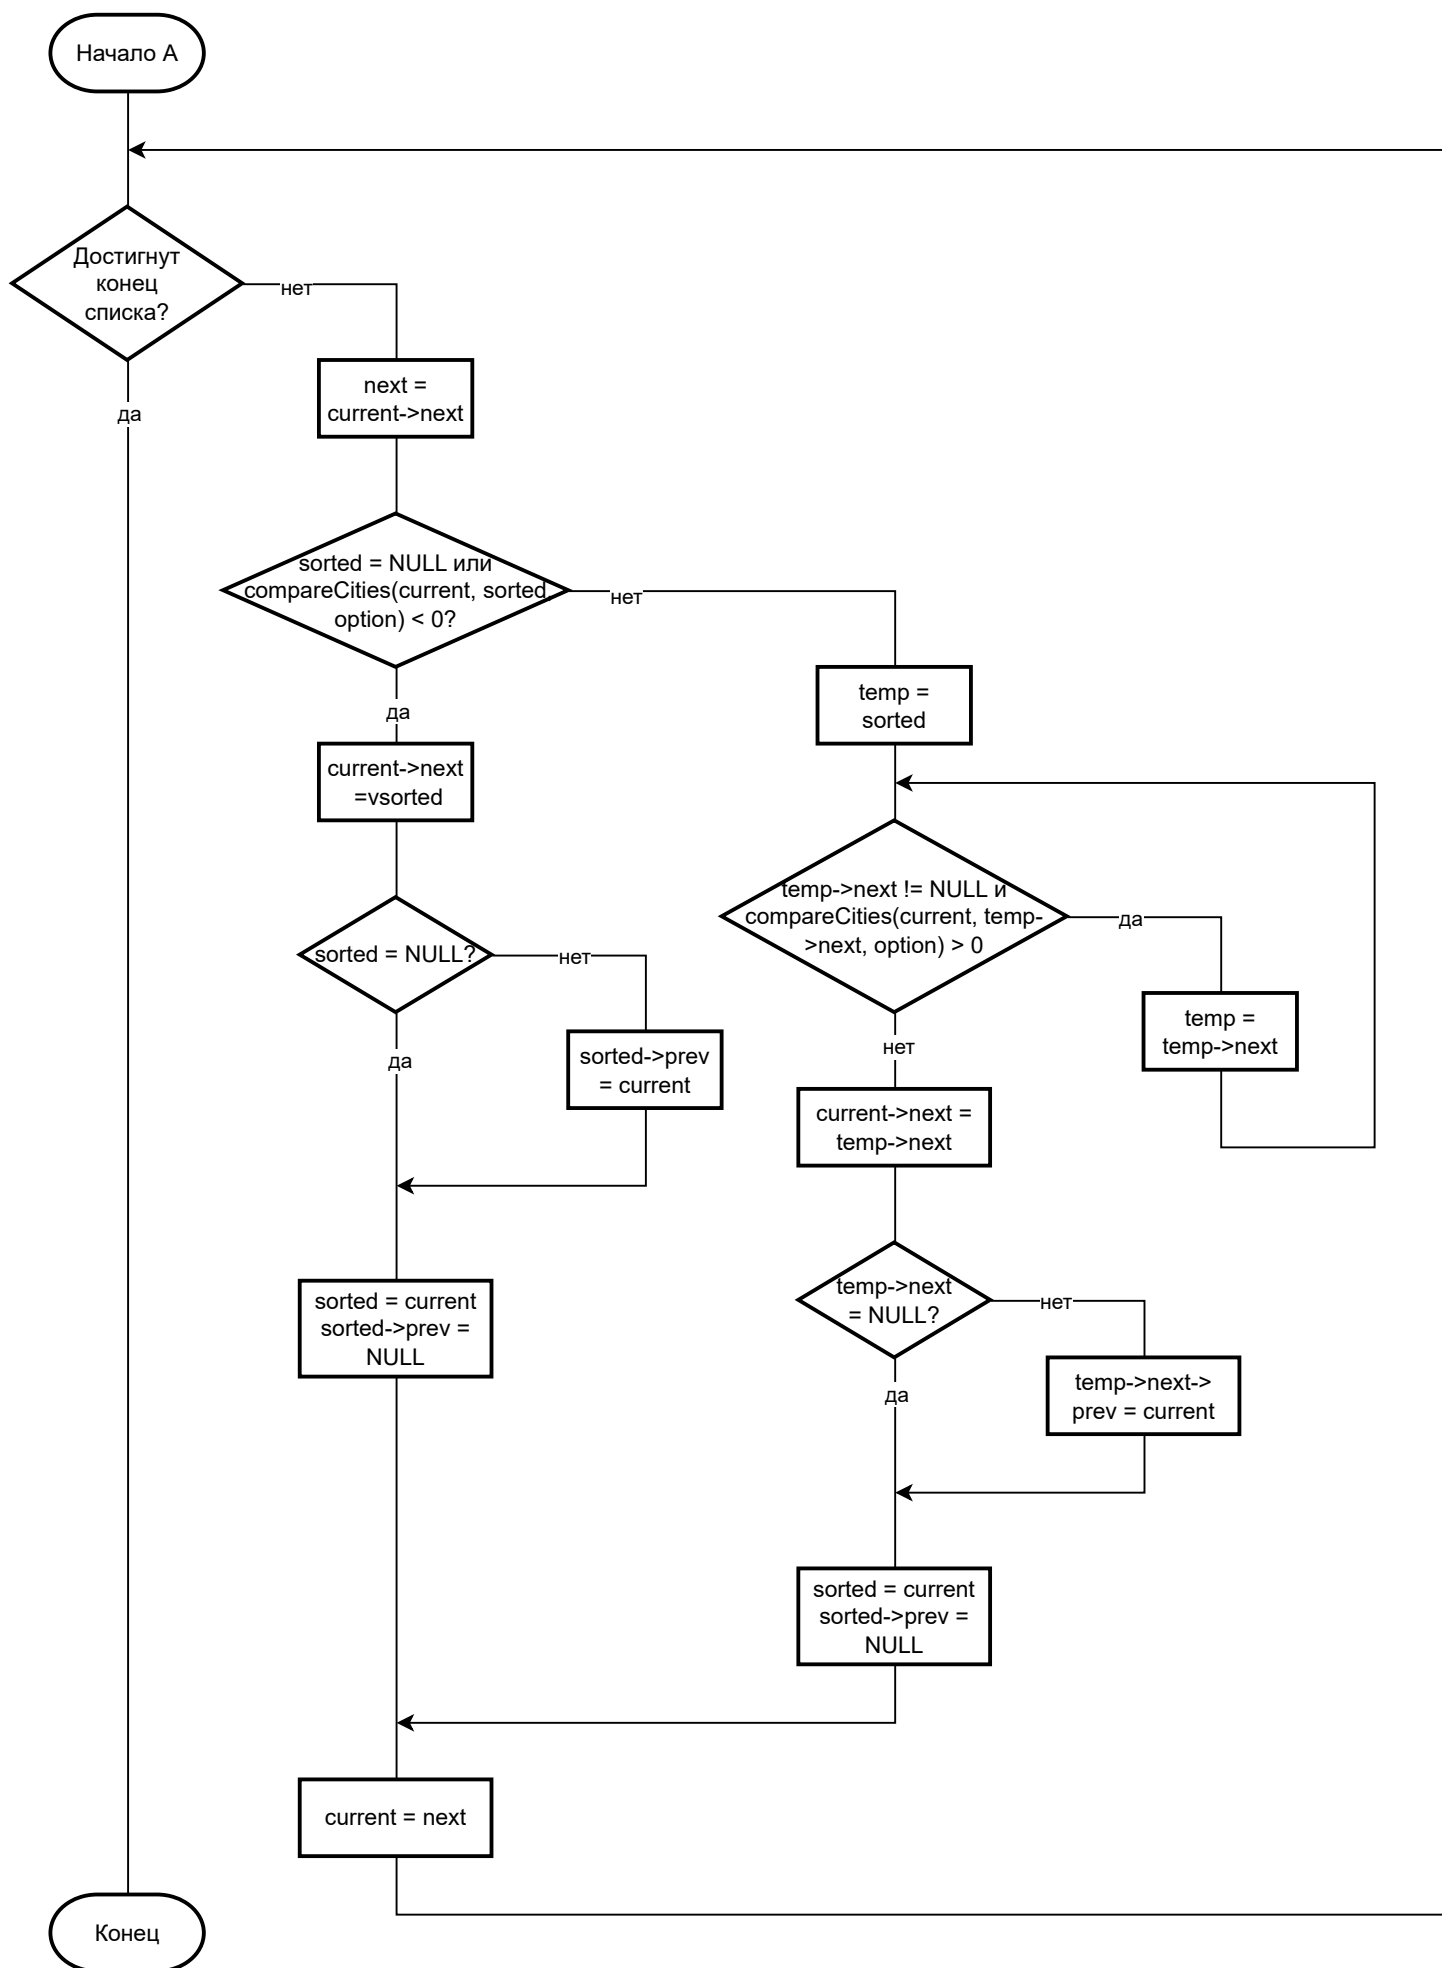 Начало А
Достигнут
конец
списка?
нет
да
next =
current->next
sorted = NULL или
compareCities(current, sorted,
option) < 0?
нет
да
temp =
sorted
current->next
=vsorted
temp->next != NULL и
compareCities(current, temp-
>next, option) > 0
да
нет
sorted = NULL?
нет
да
temp =
temp->next
sorted->prev
= current
current->next =
temp->next
temp->next
= NULL?
нет
да
sorted = current
sorted->prev =
NULL
temp->next->
prev = current
sorted = current
sorted->prev =
NULL
current = next
Конец